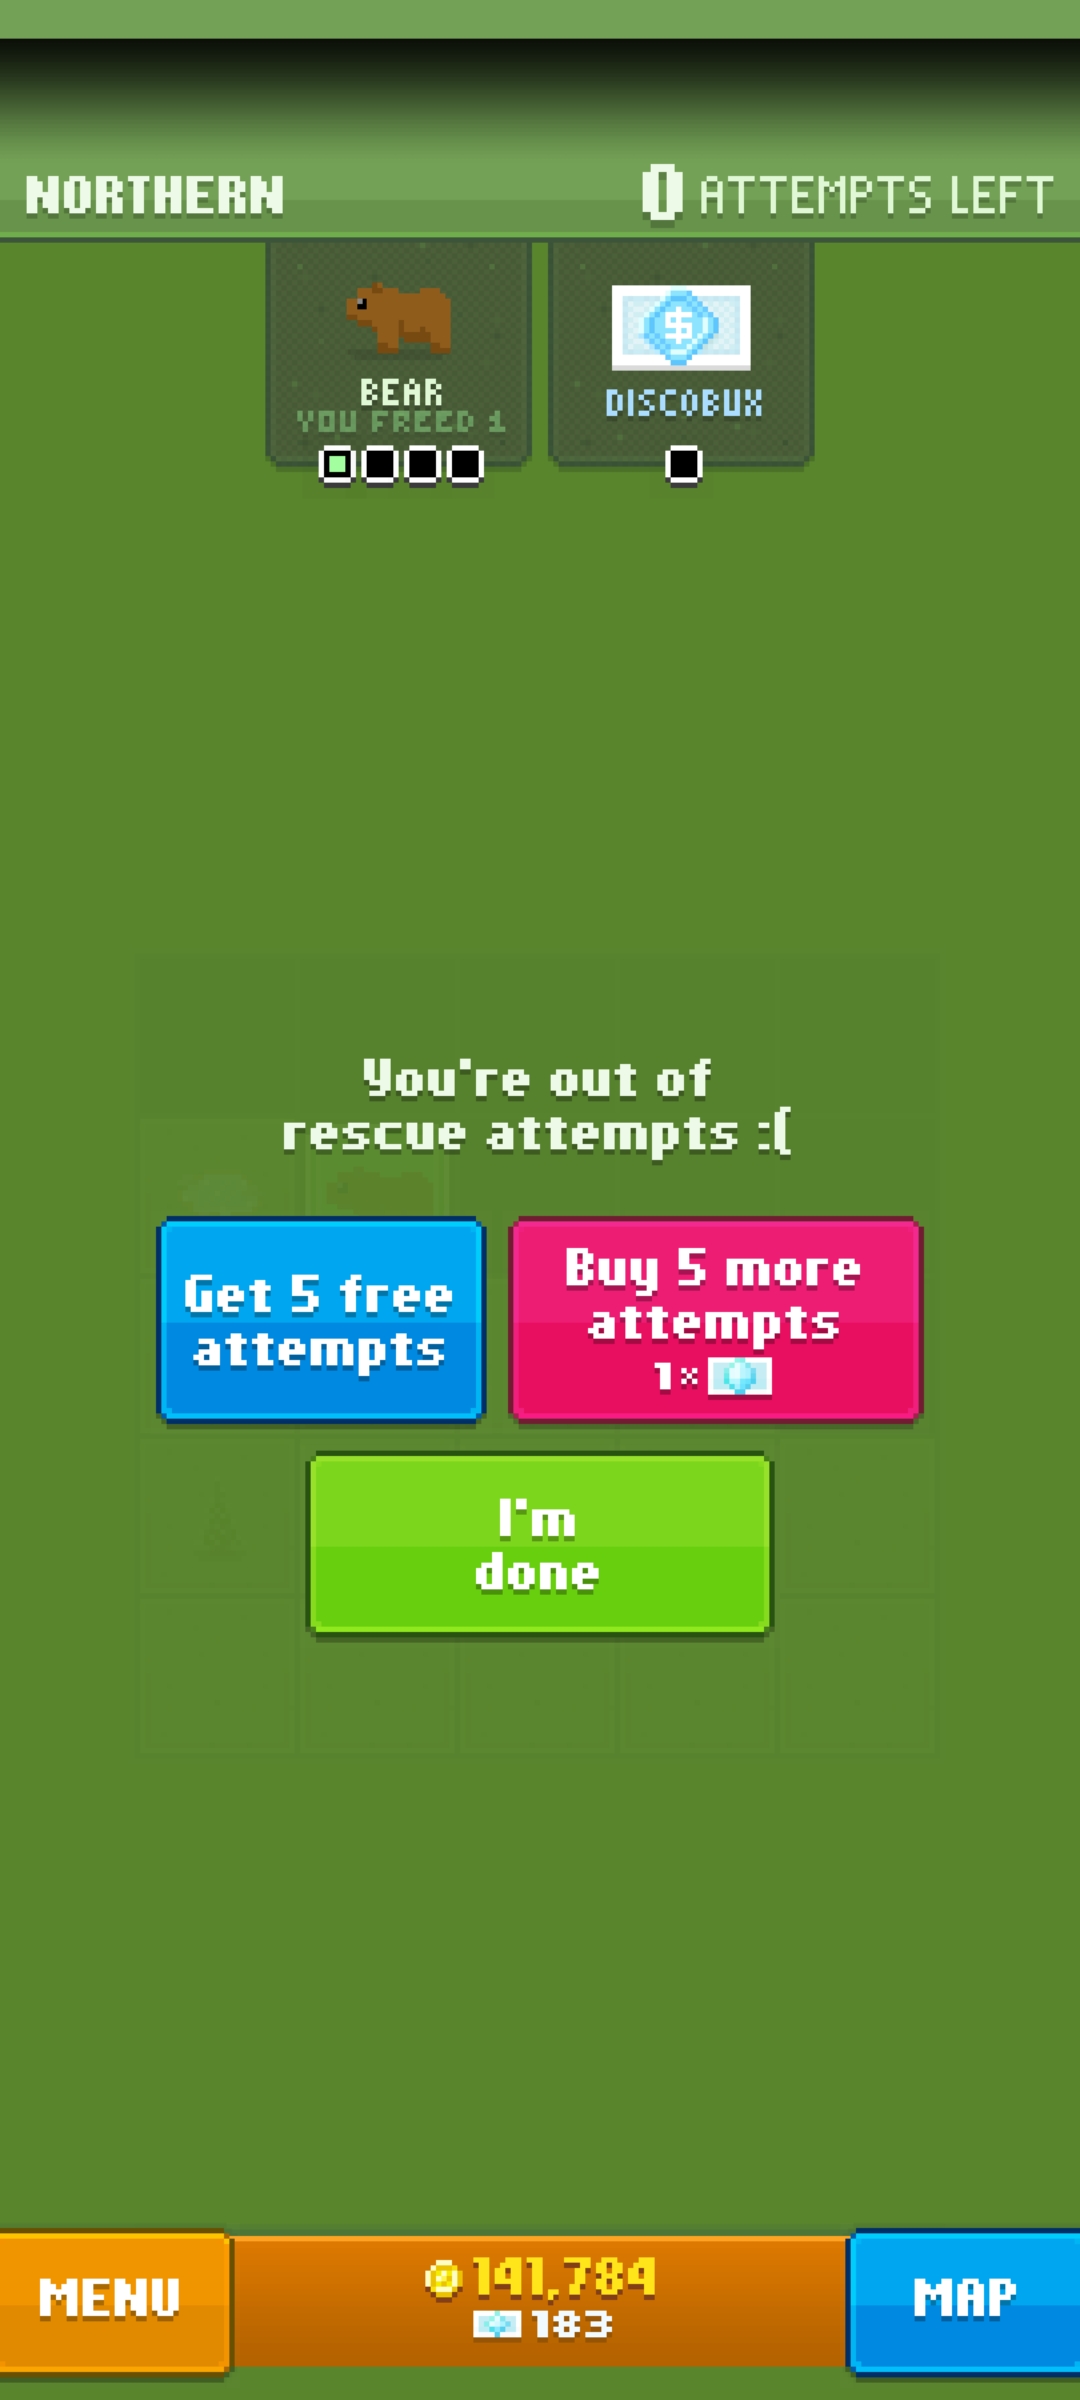 NORTHERN
0 ATTEMPTS LEFT
BEAR
YOU FREED 1
DISCOBUX
You're out of
rescue attempts :(
Get 5 free
attempts
Buy 5 more
attempts
1×
I'm
done
MENU
141,784
183
MAP